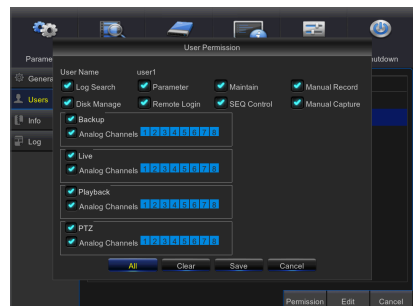 User Permission
Parame
utdown
User Name user1
Log Search Parameter Maintain Manual Record
Disk Manage Remote Login SEQ Control Manual Capture
Genera
Users
Info
Log
Backup
Analog Channels 1 2 3 4 5 6 7 8
Live
Analog Channels 1 2 3 4 5 6 7 8
Playback
Analog Channels 1 2 3 4 5 6 7 8
PTZ
Analog Channels 1 2 3 4 5 6 7 8
All Clear Save Cancel
Permission Edit Cancel